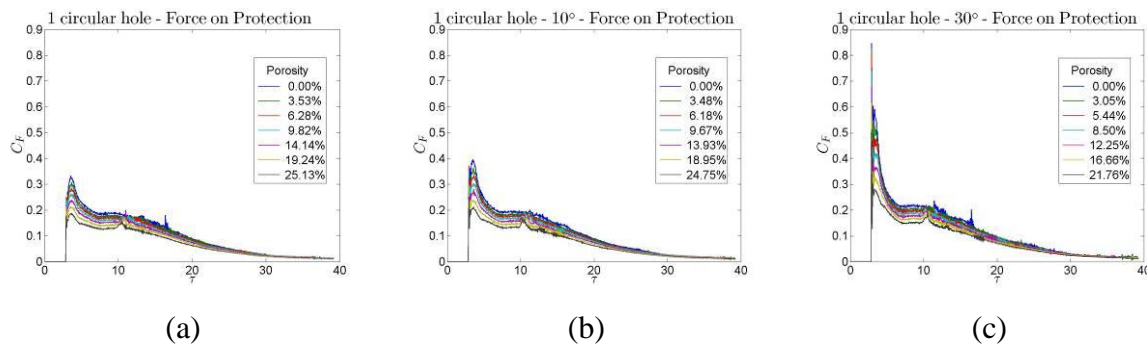 1 circular hole - Force on Protection
0.9
0.8
0.7
0.6
0.5
0.4
0.3
0.2
0.1
0
C_F
0 10 20 30 40
τ
Porosity
0.00%
3.53%
6.28%
9.82%
14.14%
19.24%
25.13%
(a)
1 circular hole - 10° - Force on Protection
0.9
0.8
0.7
0.6
0.5
0.4
0.3
0.2
0.1
0
C_F
0 10 20 30 40
τ
Porosity
0.00%
3.48%
6.18%
9.67%
13.93%
18.95%
24.75%
(b)
1 circular hole - 30° - Force on Protection
0.9
0.8
0.7
0.6
0.5
0.4
0.3
0.2
0.1
0
C_F
0 10 20 30 40
τ
Porosity
0.00%
3.05%
5.44%
8.50%
12.25%
16.66%
21.76%
(c)